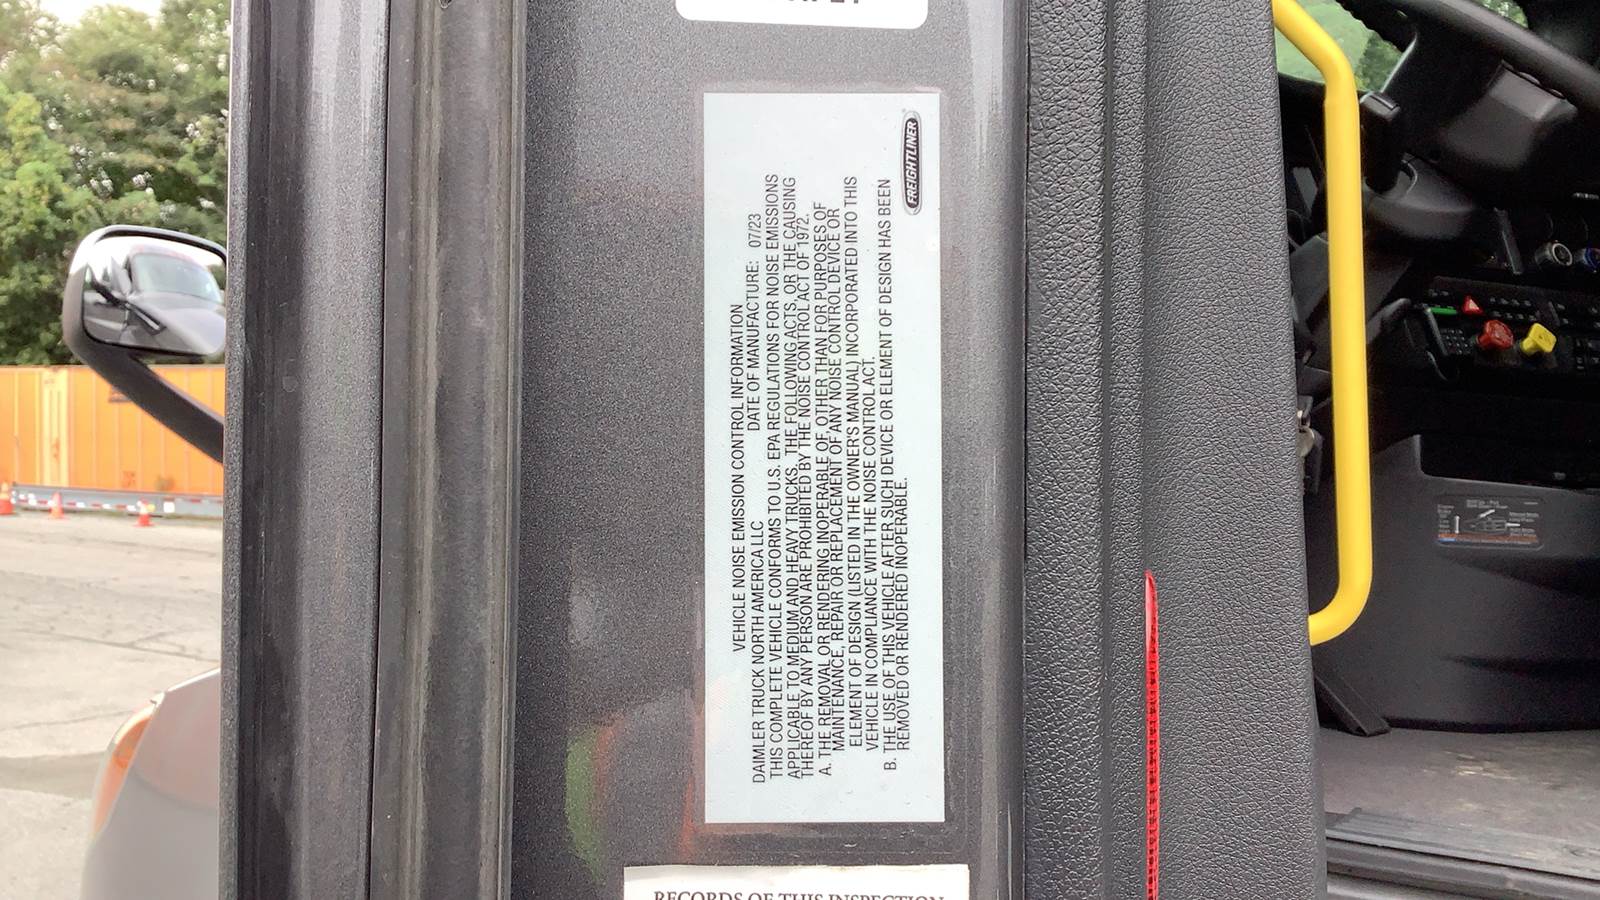 FREIGHTLINER
VEHICLE NOISE EMISSION CONTROL INFORMATION
DAIMLER TRUCK NORTH AMERICA LLC DATE OF MANUFACTURE: 07/23
THIS COMPLETE VEHICLE CONFORMS TO U.S. EPA REGULATIONS FOR NOISE EMISSIONS
APPLICABLE TO MEDIUM AND HEAVY TRUCKS. THE FOLLOWING ACTS, OR THE CAUSING
THEREOF BY ANY PERSON ARE PROHIBITED BY THE NOISE CONTROL ACT OF 1972.
A. THE REMOVAL OR RENDERING INOPERABLE OF OTHER THAN FOR PURPOSES OF
MAINTENANCE, REPAIR OR REPLACEMENT OF ANY NOISE CONTROL DEVICE OR
ELEMENT OF DESIGN (LISTED IN THE OWNER'S MANUAL) INCORPORATED INTO THIS
VEHICLE IN COMPLIANCE WITH THE NOISE CONTROL ACT.
B. THE USE OF THIS VEHICLE AFTER SUCH DEVICE OR ELEMENT OF DESIGN HAS BEEN
REMOVED OR RENDERED INOPERABLE.
RECORDS OF THIS INSPECTION